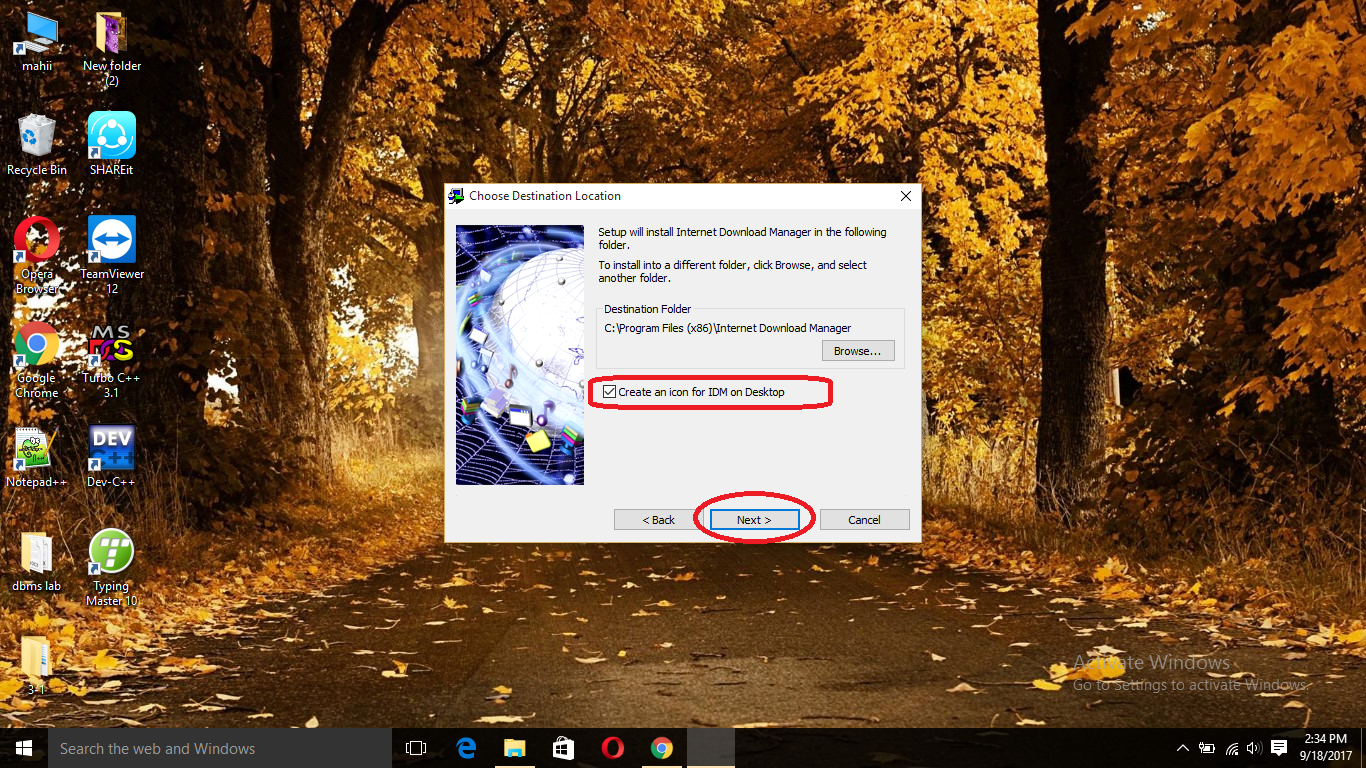 mahii
New folder
(2)
Recycle Bin
SHAREit
Opera
Browser
TeamViewer
12
Google
Chrome
MS
Turbo C++
3.1
Notepad++
DEV
C++
Dev-C++
dbms lab
Typing
Master 10
3-1
Choose Destination Location
Setup will install Internet Download Manager in the following
folder.
To install into a different folder, click Browse, and select
another folder.
Destination Folder
C:\Program Files (x86)\Internet Download Manager
Browse...
Create an icon for IDM on Desktop
< Back
Next >
Cancel
Activate Windows
Go to Settings to activate Windows.
Search the web and Windows
2:34 PM
9/18/2017